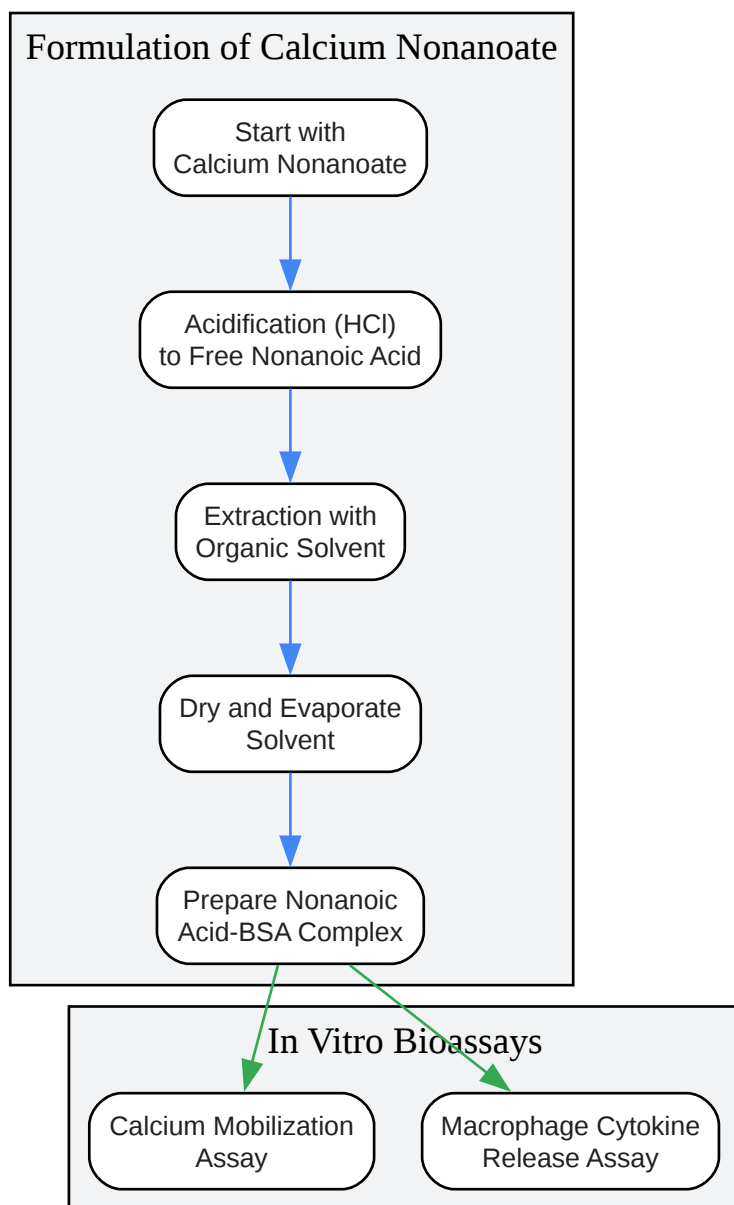 Formulation of Calcium Nonanoate
Start with
Calcium Nonanoate
Acidification (HCl)
to Free Nonanoic Acid
Extraction with
Organic Solvent
Dry and Evaporate
Solvent
Prepare Nonanoic
Acid-BSA Complex
In Vitro Bioassays
Calcium Mobilization
Assay
Macrophage Cytokine
Release Assay